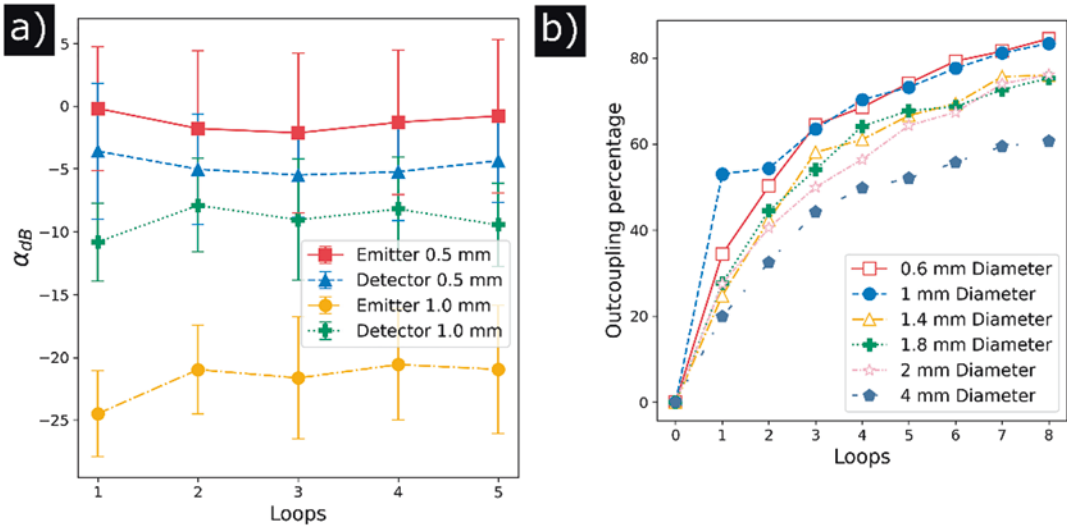 a)
5
0
−5
−10
−15
−20
−25
α_dB
1 2 3 4 5
Loops
Emitter 0.5 mm
Detector 0.5 mm
Emitter 1.0 mm
Detector 1.0 mm
b)
80
60
40
20
0
Outcoupling percentage
0 1 2 3 4 5 6 7 8
Loops
0.6 mm Diameter
1 mm Diameter
1.4 mm Diameter
1.8 mm Diameter
2 mm Diameter
4 mm Diameter